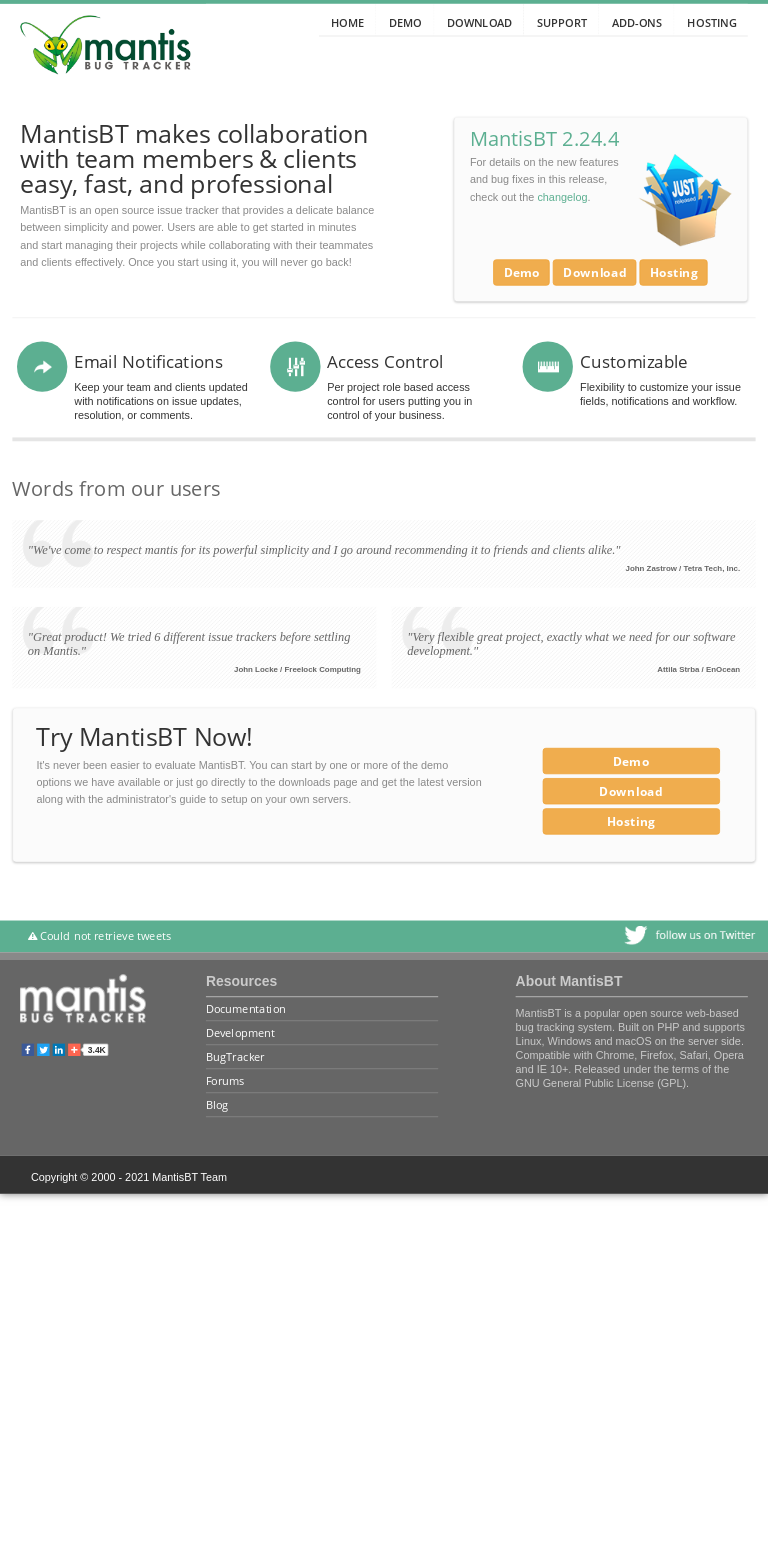 HOME DEMO DOWNLOAD SUPPORT ADD-ONS HOSTING
mantis
BUG TRACKER
MantisBT makes collaboration
with team members & clients
easy, fast, and professional
MantisBT is an open source issue tracker that provides a delicate balance
between simplicity and power. Users are able to get started in minutes
and start managing their projects while collaborating with their teammates
and clients effectively. Once you start using it, you will never go back!
MantisBT 2.24.4
For details on the new features
and bug fixes in this release,
check out the changelog.
JUST
released
Demo Download Hosting
Email Notifications
Keep your team and clients updated
with notifications on issue updates,
resolution, or comments.
Access Control
Per project role based access
control for users putting you in
control of your business.
Customizable
Flexibility to customize your issue
fields, notifications and workflow.
Words from our users
"We've come to respect mantis for its powerful simplicity and I go around recommending it to friends and clients alike."
John Zastrow / Tetra Tech, Inc.
"Great product! We tried 6 different issue trackers before settling
on Mantis."
John Locke / Freelock Computing
"Very flexible great project, exactly what we need for our software
development."
Attila Strba / EnOcean
Try MantisBT Now!
It's never been easier to evaluate MantisBT. You can start by one or more of the demo
options we have available or just go directly to the downloads page and get the latest version
along with the administrator's guide to setup on your own servers.
Demo
Download
Hosting
Could not retrieve tweets
follow us on Twitter
mantis
BUG TRACKER
3.4K
Resources
Documentation
Development
BugTracker
Forums
Blog
About MantisBT
MantisBT is a popular open source web-based
bug tracking system. Built on PHP and supports
Linux, Windows and macOS on the server side.
Compatible with Chrome, Firefox, Safari, Opera
and IE 10+. Released under the terms of the
GNU General Public License (GPL).
Copyright © 2000 - 2021 MantisBT Team